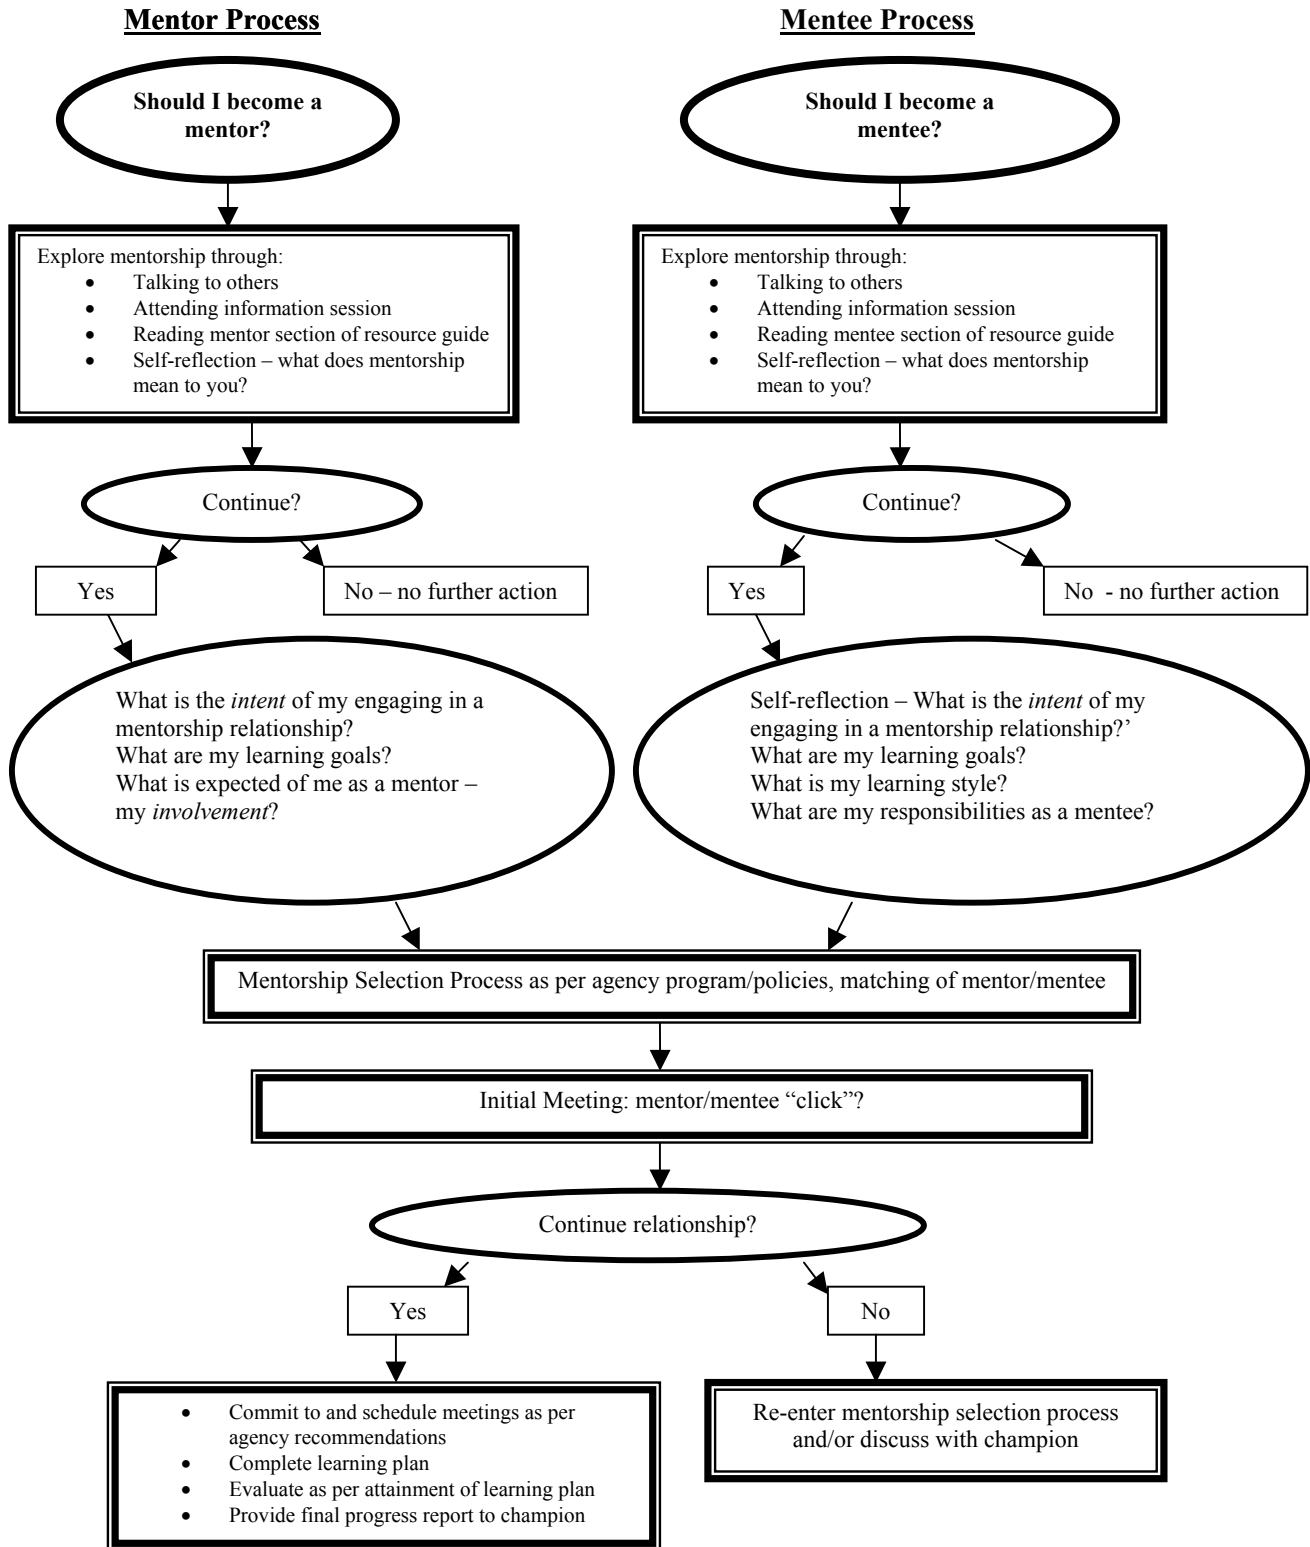 Mentor Process
Should I become a
mentor?
Explore mentorship through:
• Talking to others
• Attending information session
• Reading mentor section of resource guide
• Self-reflection – what does mentorship
mean to you?
Continue?
Yes
No – no further action
What is the intent of my engaging in a
mentorship relationship?
What are my learning goals?
What is expected of me as a mentor –
my involvement?
Mentee Process
Should I become a
mentee?
Explore mentorship through:
• Talking to others
• Attending information session
• Reading mentee section of resource guide
• Self-reflection – what does mentorship
mean to you?
Continue?
Yes
No - no further action
Self-reflection – What is the intent of my
engaging in a mentorship relationship?’
What are my learning goals?
What is my learning style?
What are my responsibilities as a mentee?
Mentorship Selection Process as per agency program/policies, matching of mentor/mentee
Initial Meeting: mentor/mentee “click”?
Continue relationship?
Yes
No
• Commit to and schedule meetings as per
agency recommendations
• Complete learning plan
• Evaluate as per attainment of learning plan
• Provide final progress report to champion
Re-enter mentorship selection process
and/or discuss with champion